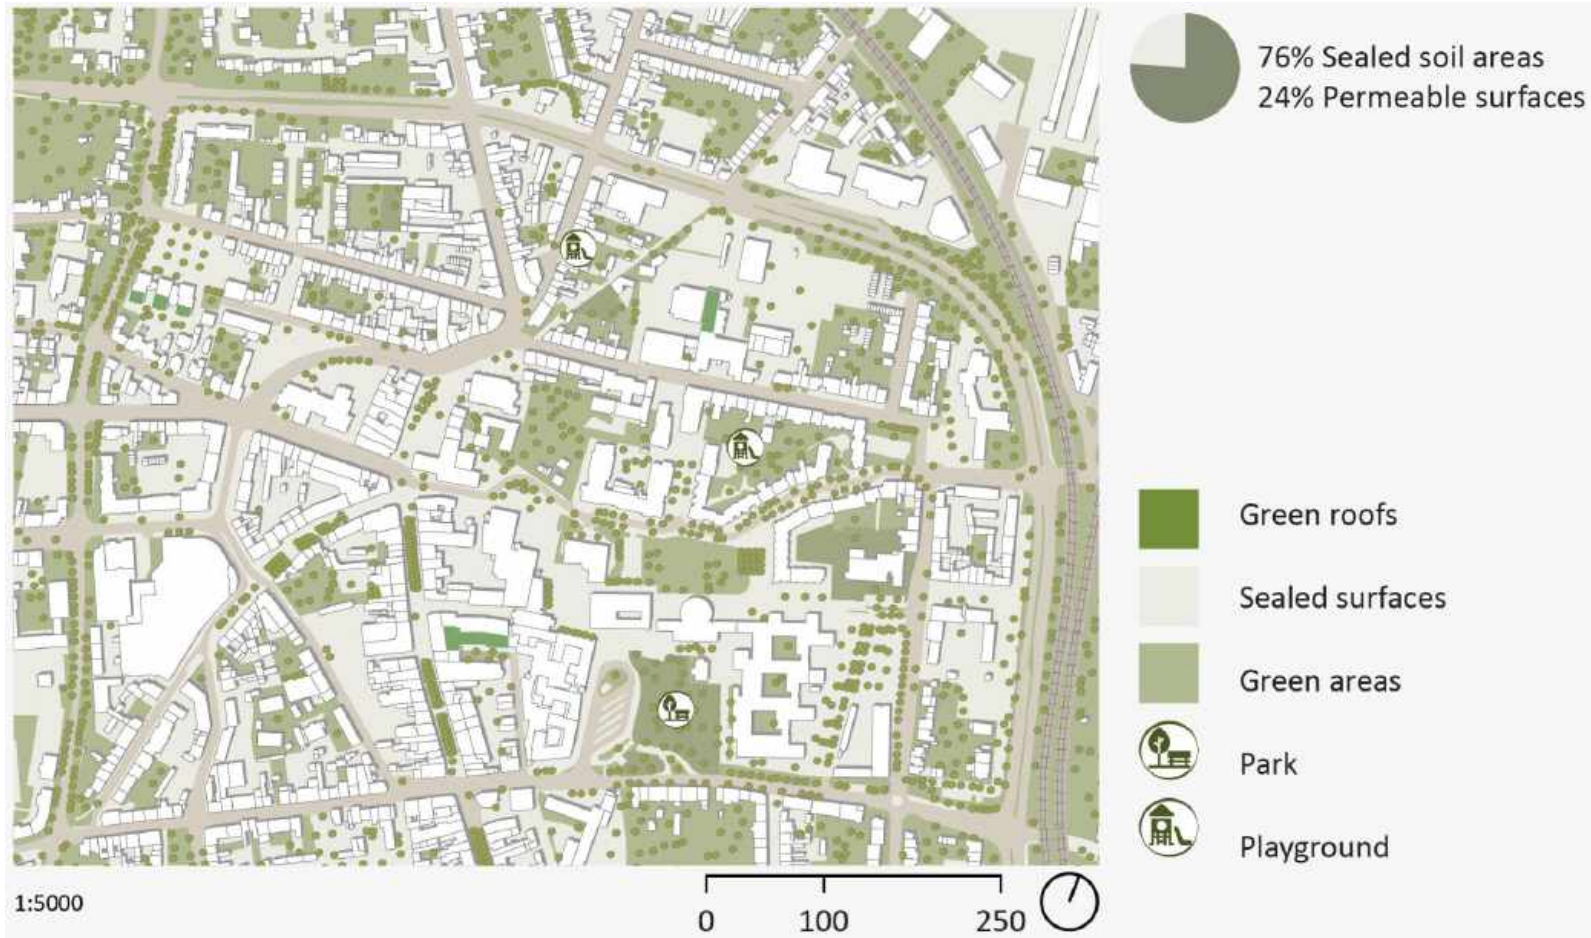 76% Sealed soil areas
24% Permeable surfaces
Green roofs
Sealed surfaces
Green areas
Park
Playground
1:5000
0 100 250